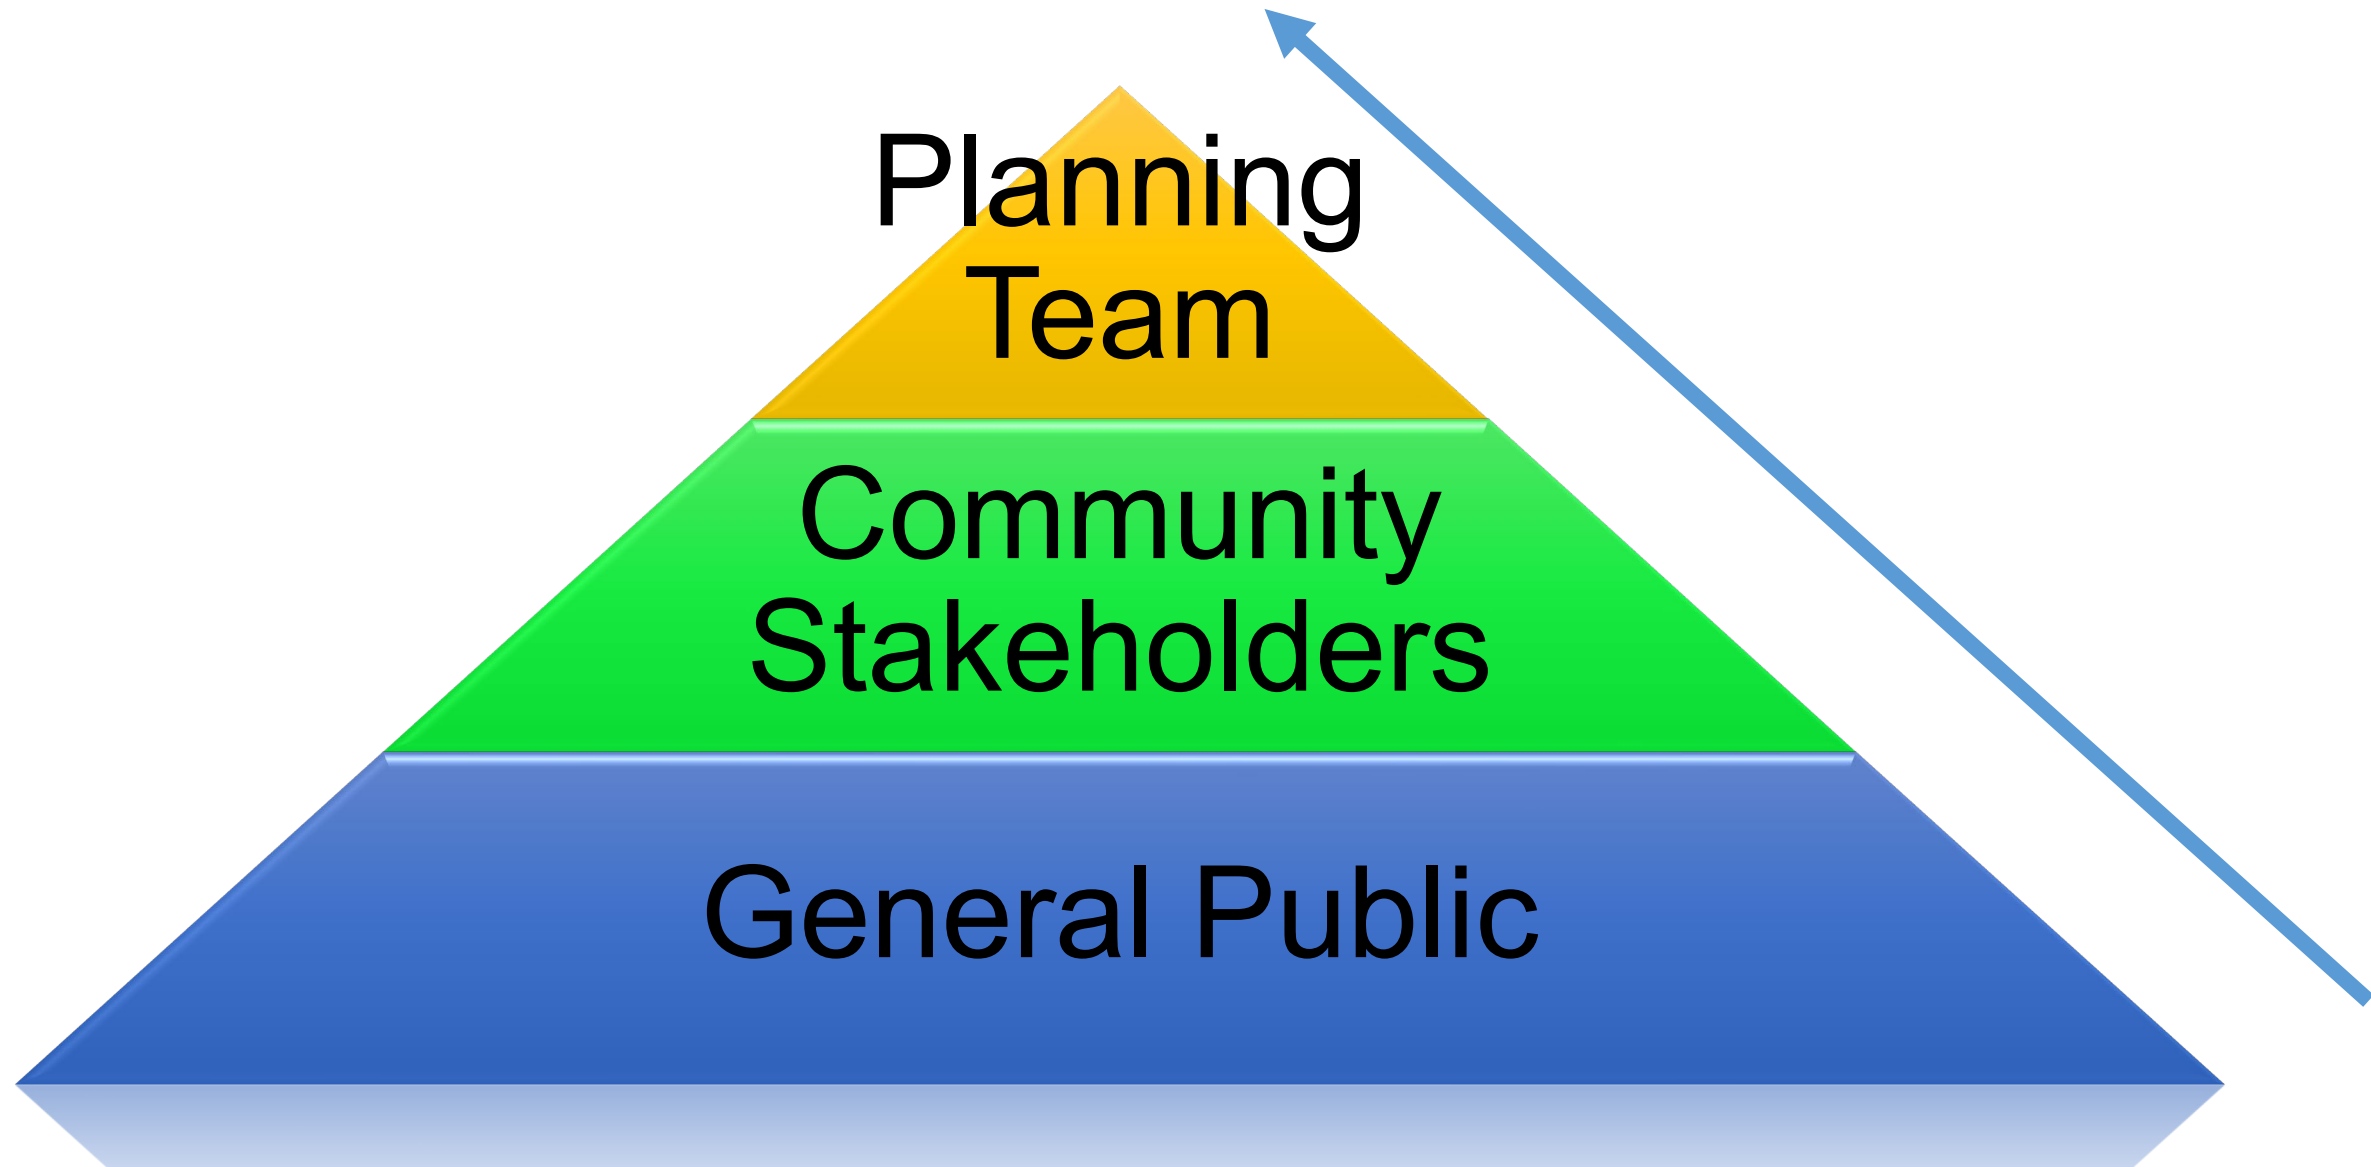 Planning
Team
Community
Stakeholders
General Public